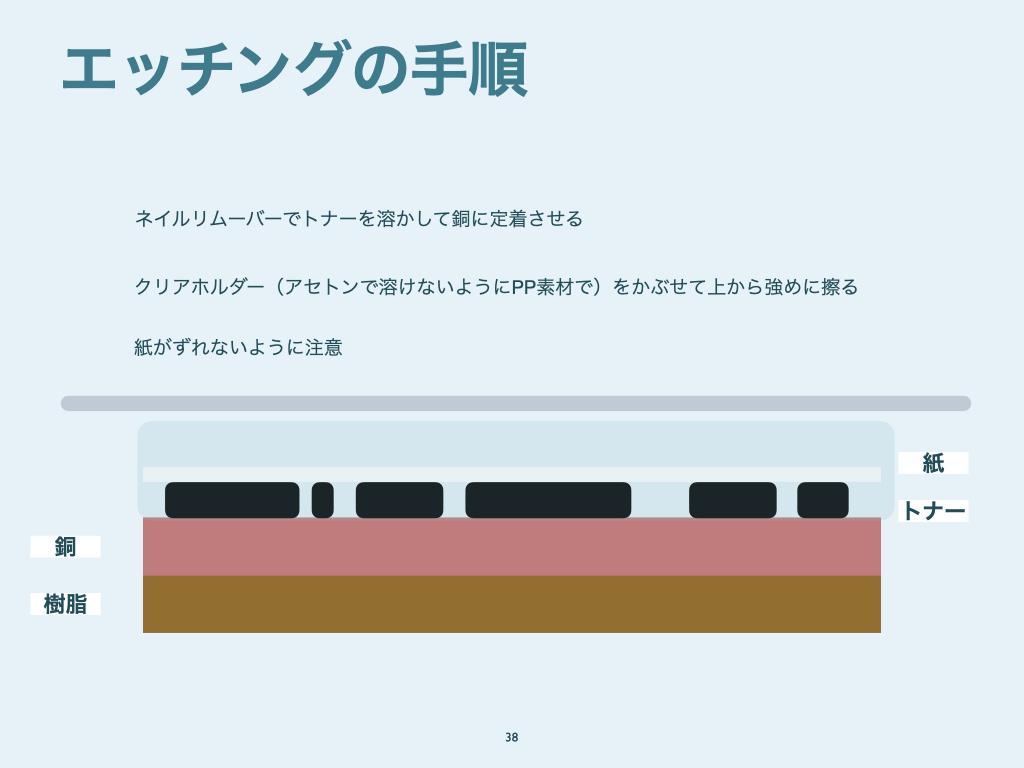 エッチングの手順
ネイルリムーバーでトナーを溶かして銅に定着させる
クリアホルダー（アセトンで溶けないようにPP素材で）をかぶせて上から強めに擦る
紙がずれないように注意
紙
トナー
銅
樹脂
38